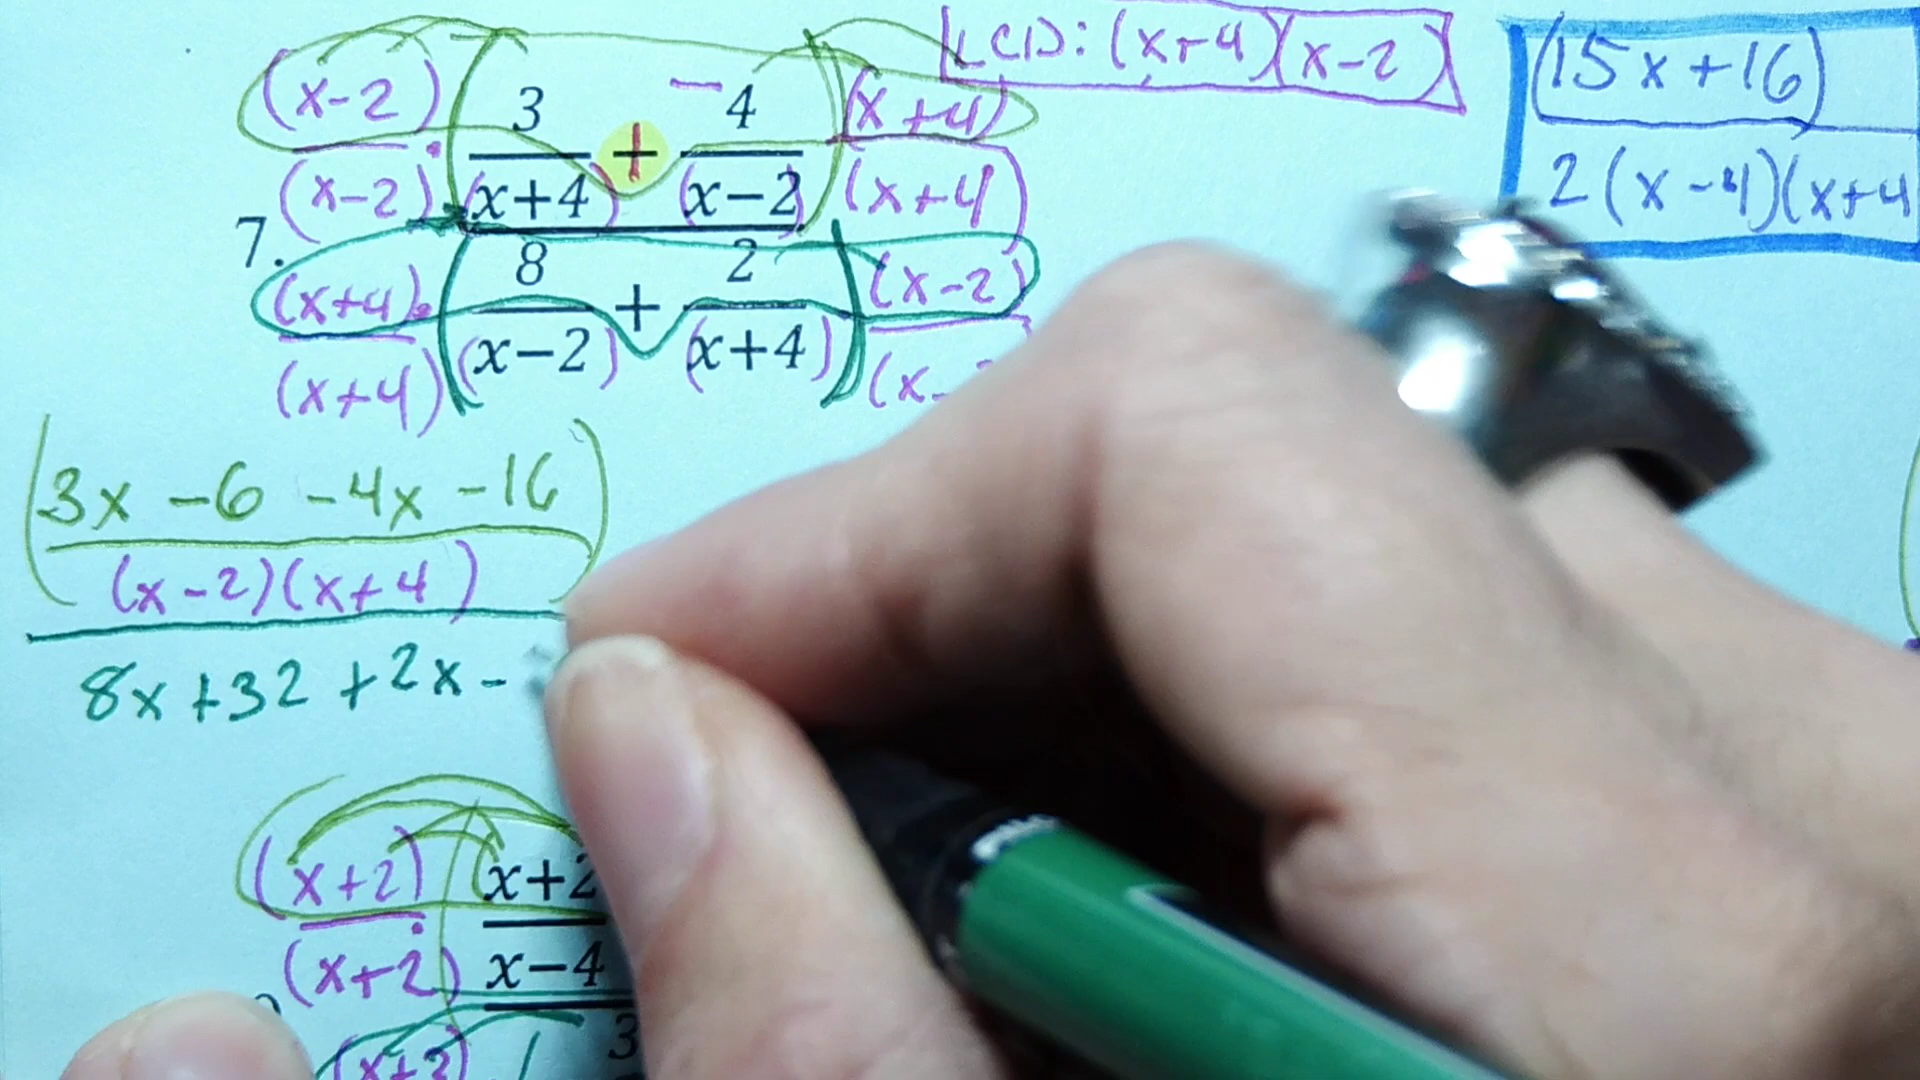 LCD: (x+4)(x-2)
(x-2) 3 + -4 (x+4)
(x-2) (x+4) (x-2) (x+4)
7.
(x+4) 8 + 2 (x-2)
(x+4) (x-2) (x+4) (x-
(15x+16)
2(x-4)(x+4
(3x -6 -4x -16)
(x-2)(x+4)
8x+32 +2x-
(x+2) (x+2
(x+2) x-4
3